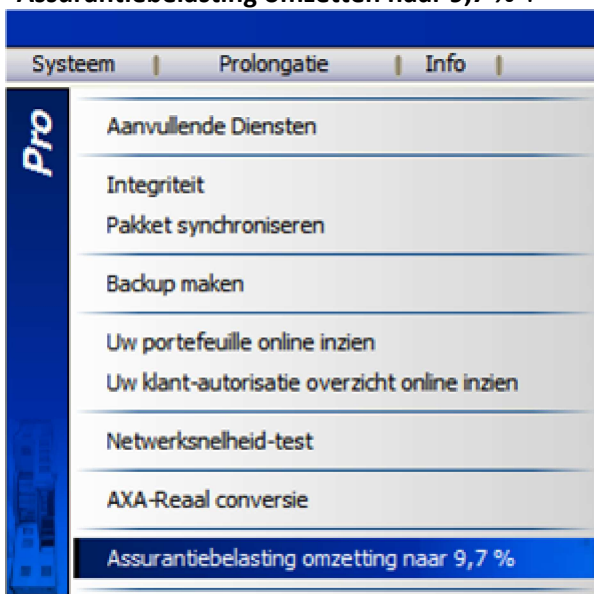 Assurantiebelasting omzetten naar 9,7 %
Systeem | Prolongatie | Info |
Pro
Aanvullende Diensten
Integriteit
Pakket synchroniseren
Backup maken
Uw portefeuille online inzien
Uw klant-autorisatie overzicht online inzien
Netwerksnelheid-test
AXA-Reaal conversie
Assurantiebelasting omzetting naar 9,7 %